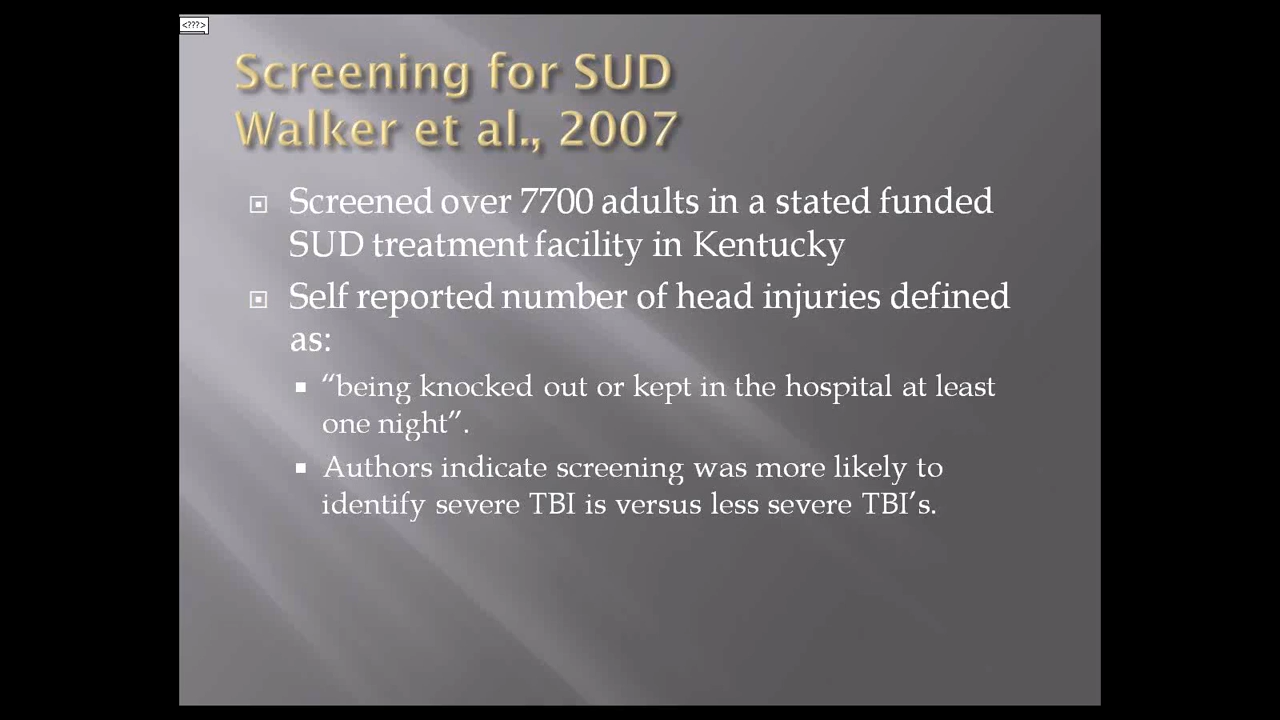 <???>
Screening for SUD
Walker et al., 2007
Screened over 7700 adults in a stated funded
SUD treatment facility in Kentucky
Self reported number of head injuries defined
as:
“being knocked out or kept in the hospital at least
one night”.
Authors indicate screening was more likely to
identify severe TBI is versus less severe TBI’s.